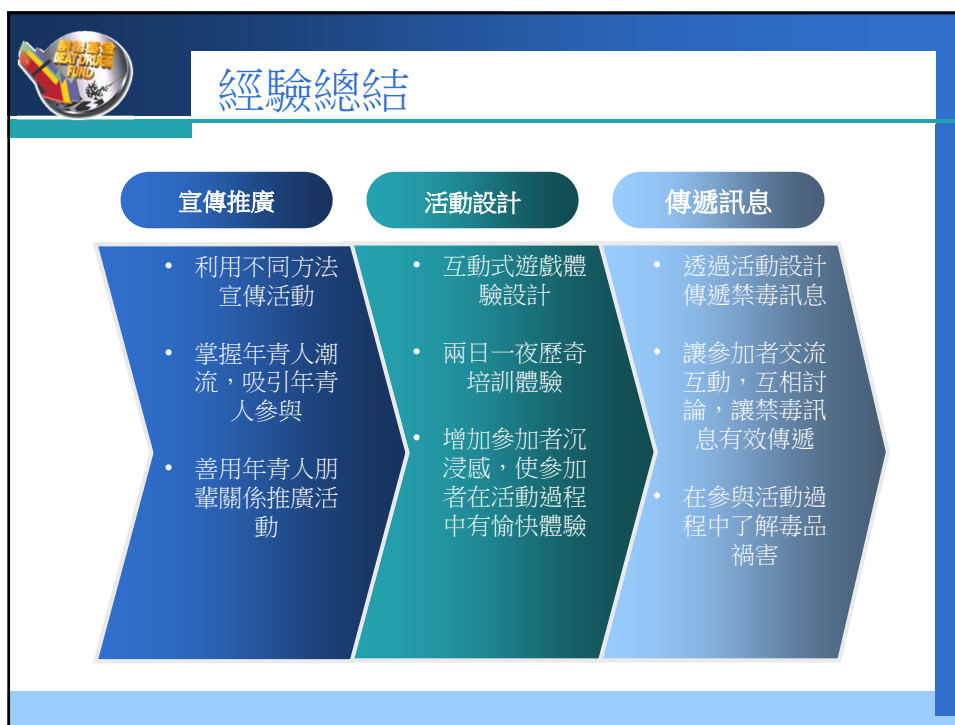 禁毒基金
BEAT DRUGS
FUND
經驗總結
宣傳推廣
• 利用不同方法
宣傳活動
• 掌握年青人潮
流，吸引年青
人參與
• 善用年青人朋
輩關係推廣活
動
活動設計
• 互動式遊戲體
驗設計
• 兩日一夜歷奇
培訓體驗
• 增加參加者沉
浸感，使參加
者在活動過程
中有愉快體驗
傳遞訊息
• 透過活動設計
傳遞禁毒訊息
• 讓參加者交流
互動，互相討
論，讓禁毒訊
息有效傳遞
• 在參與活動過
程中了解毒品
禍害